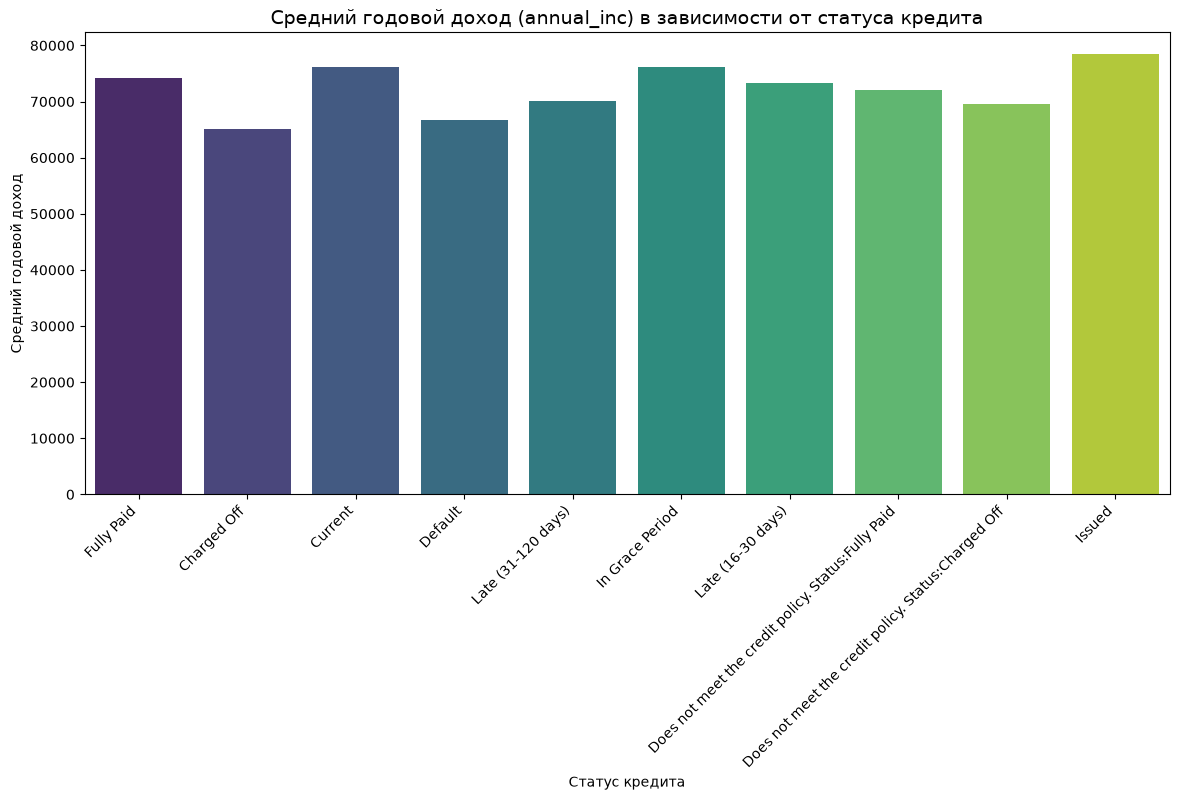 Средний годовой доход (annual_inc) в зависимости от статуса кредита
Средний годовой доход
80000
70000
60000
50000
40000
30000
20000
10000
0
Fully Paid
Charged Off
Current
Default
Late (31-120 days)
In Grace Period
Late (16-30 days)
Does not meet the credit policy. Status:Fully Paid
Does not meet the credit policy. Status:Charged Off
Issued
Статус кредита